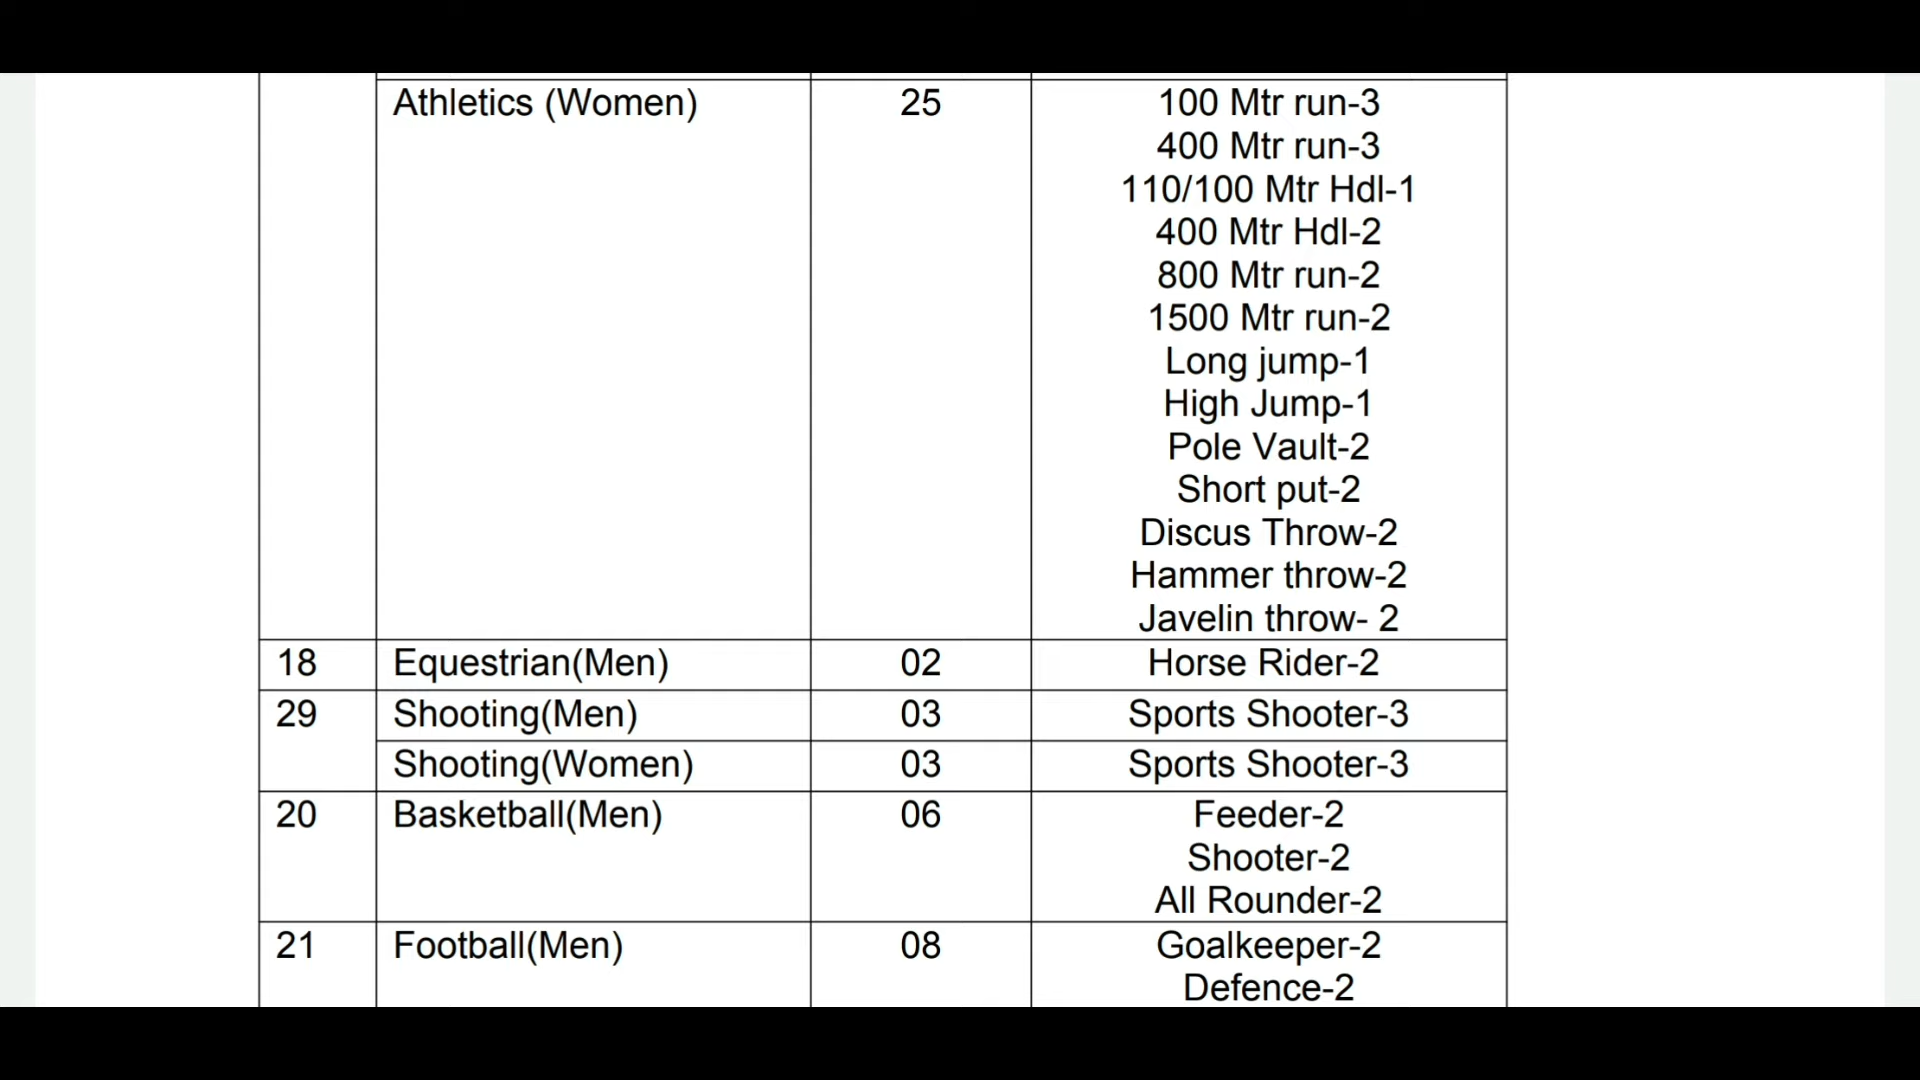 Athletics (Women) 25 100 Mtr run-3
400 Mtr run-3
110/100 Mtr Hdl-1
400 Mtr Hdl-2
800 Mtr run-2
1500 Mtr run-2
Long jump-1
High Jump-1
Pole Vault-2
Short put-2
Discus Throw-2
Hammer throw-2
Javelin throw- 2
18 Equestrian(Men) 02 Horse Rider-2
29 Shooting(Men) 03 Sports Shooter-3
Shooting(Women) 03 Sports Shooter-3
20 Basketball(Men) 06 Feeder-2
Shooter-2
All Rounder-2
21 Football(Men) 08 Goalkeeper-2
Defence-2